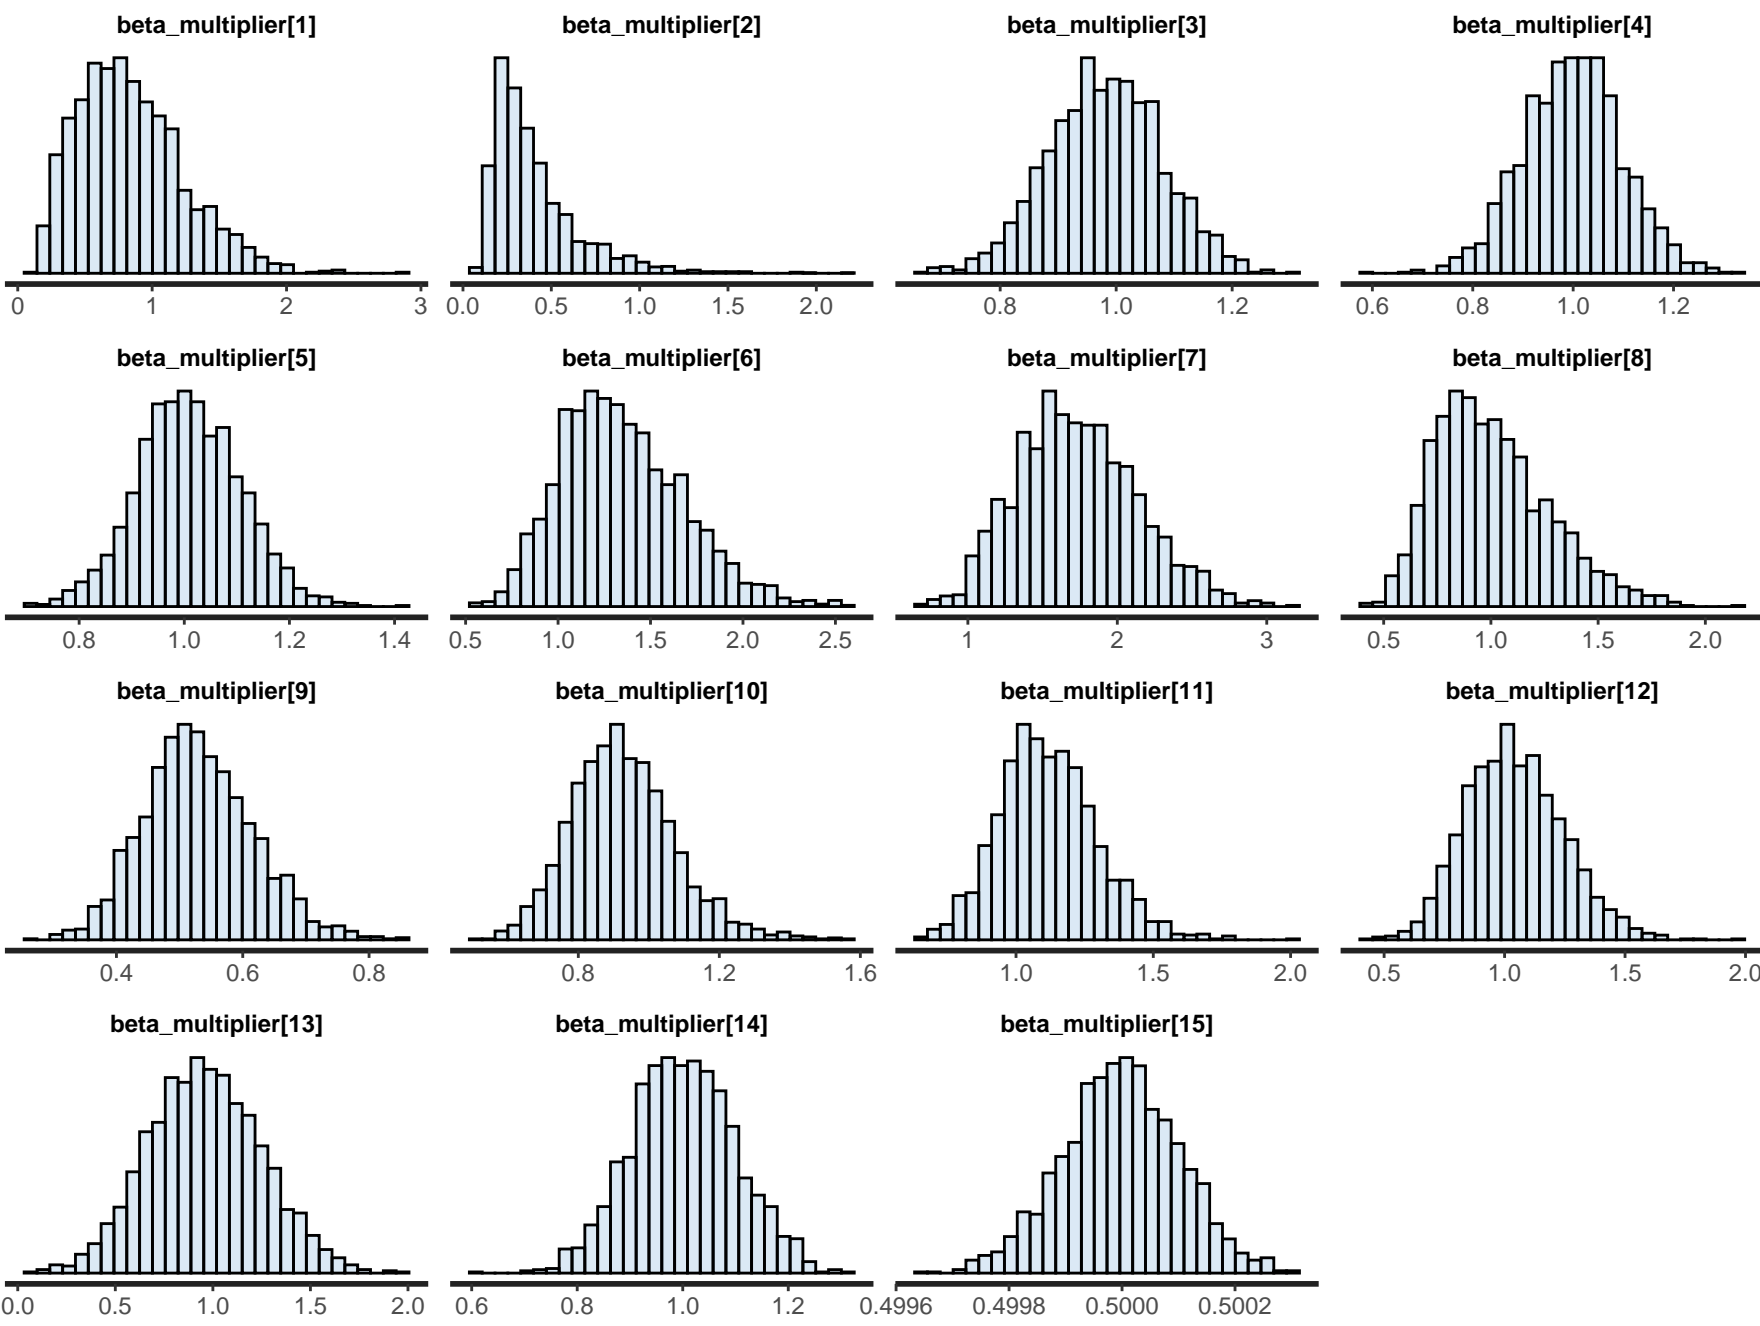 beta_multiplier[1] beta_multiplier[2] beta_multiplier[3] beta_multiplier[4]
0 1 2 3 0.0 0.5 1.0 1.5 2.0 0.8 1.0 1.2 0.6 0.8 1.0 1.2
beta_multiplier[5] beta_multiplier[6] beta_multiplier[7] beta_multiplier[8]
0.8 1.0 1.2 1.4 0.5 1.0 1.5 2.0 2.5 1 2 3 0.5 1.0 1.5 2.0
beta_multiplier[9] beta_multiplier[10] beta_multiplier[11] beta_multiplier[12]
0.4 0.6 0.8 0.8 1.2 1.6 1.0 1.5 2.0 0.5 1.0 1.5 2.0
beta_multiplier[13] beta_multiplier[14] beta_multiplier[15]
0.0 0.5 1.0 1.5 2.0 0.6 0.8 1.0 1.2 0.4996 0.4998 0.5000 0.5002